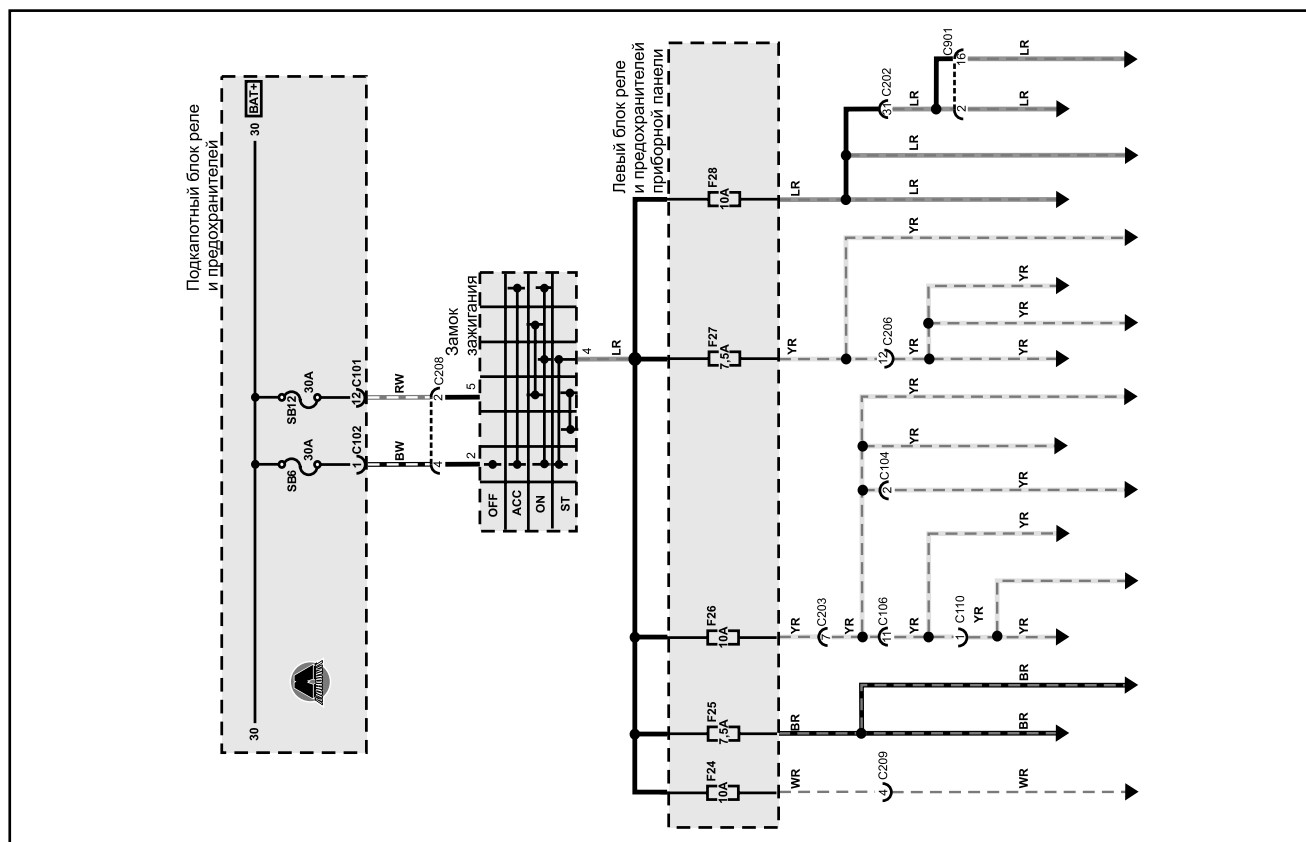 Подкапотный блок реле
и предохранителей
30
BAT+
30
SB12
30A
12
C101
SB6
30A
1
C102
RW
BW
2
C208
4
5
2
Замок
зажигания
OFF
ACC
ON
ST
4
LR
Левый блок реле
и предохранителей
приборной панели
F28
10A
F27
7,5A
F26
10A
F25
7,5A
F24
10A
LR
31
C202
LR
C901
16
2
LR
LR
LR
LR
YR
YR
12
C206
YR
YR
YR
YR
YR
7
C203
YR
YR
YR
2
C104
YR
11
C106
YR
YR
1
C110
YR
YR
BR
BR
BR
WR
4
C209
WR